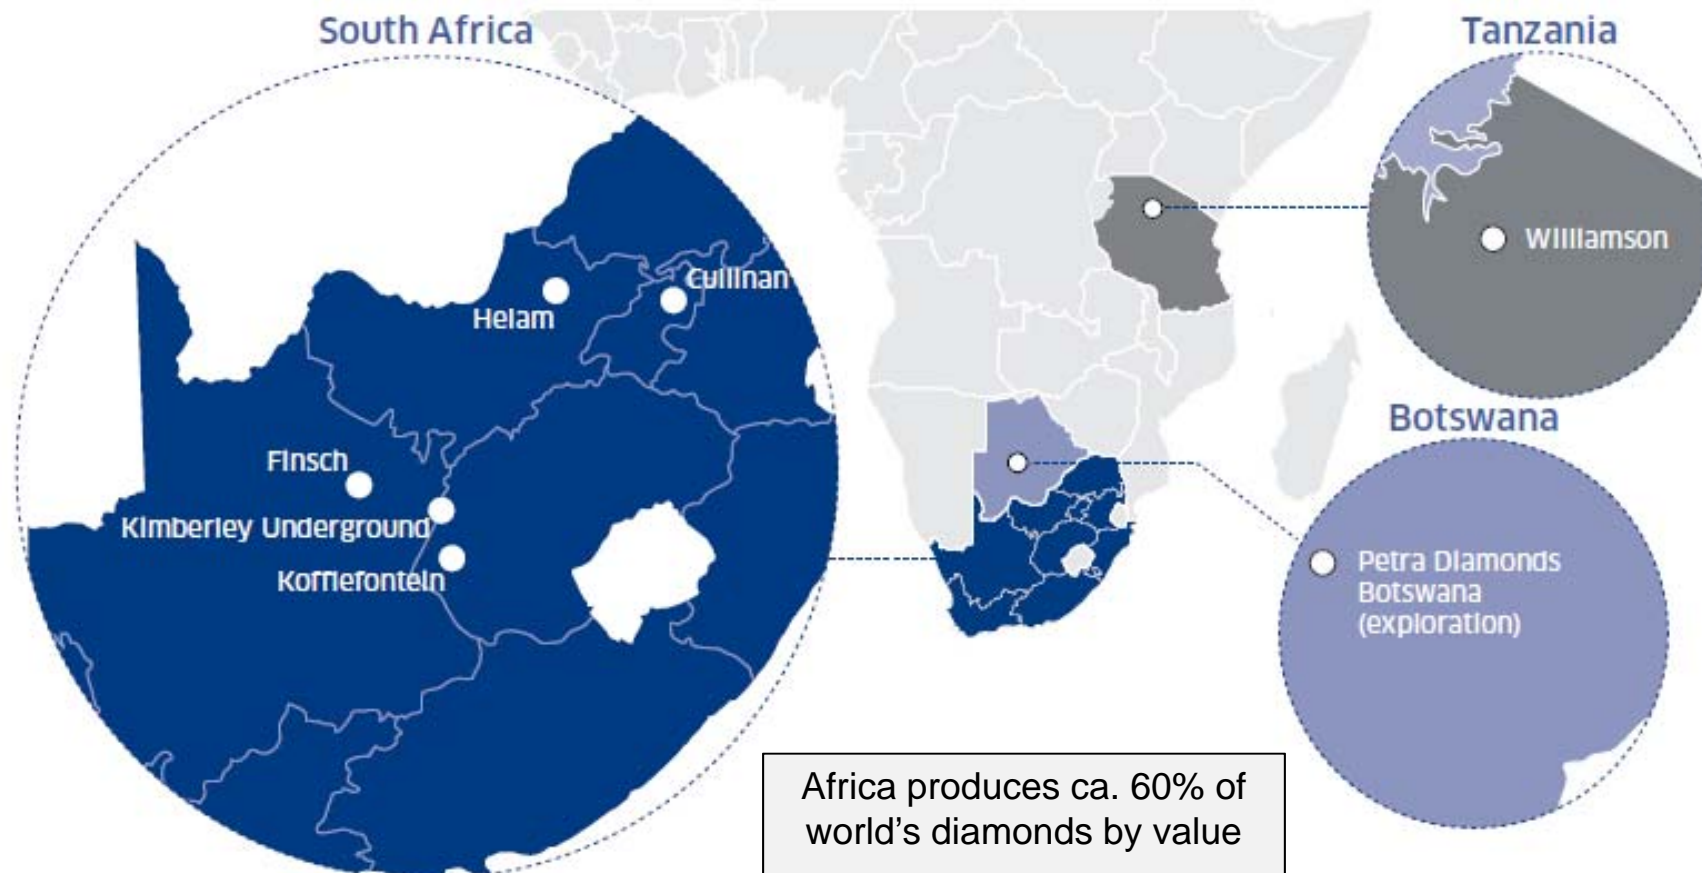 South Africa
Tanzania
Cullinan
Helam
Williamson
Finsch
Kimberley Underground
Koffiefontein
Botswana
Petra Diamonds
Botswana
(exploration)
Africa produces ca. 60% of
world's diamonds by value